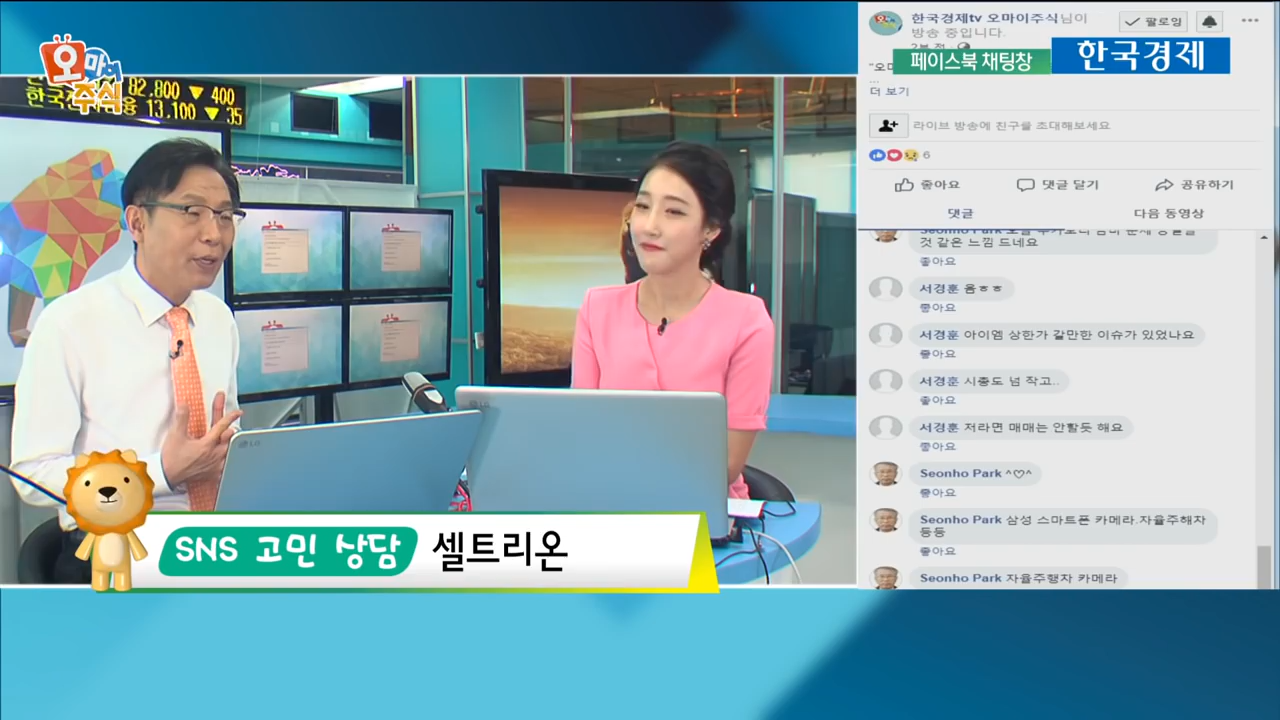 오마이
주식
82,800 ▼ 400
13,100 ▼ 35
LG
LG
SNS 고민 상담
셀트리온
한국경제tv 오마이주식님이
방송 중입니다.
팔로잉
페이스북 채팅창
한국경제
더 보기
라이브 방송에 친구를 초대해보세요
6
좋아요
댓글 달기
공유하기
댓글
다음 동영상
것 같은 느낌 드네요
좋아요
서경훈 옴ㅎㅎ
좋아요
서경훈 아이엠 상한가 갈만한 이슈가 있었나요
좋아요
서경훈 시총도 넘 작고..
좋아요
서경훈 저라면 매매는 안할듯 해요
좋아요
Seonho Park ^♡^
좋아요
Seonho Park 삼성 스마트폰 카메라.자율주해자
등등
좋아요
Seonho Park 자율주행자 카메라